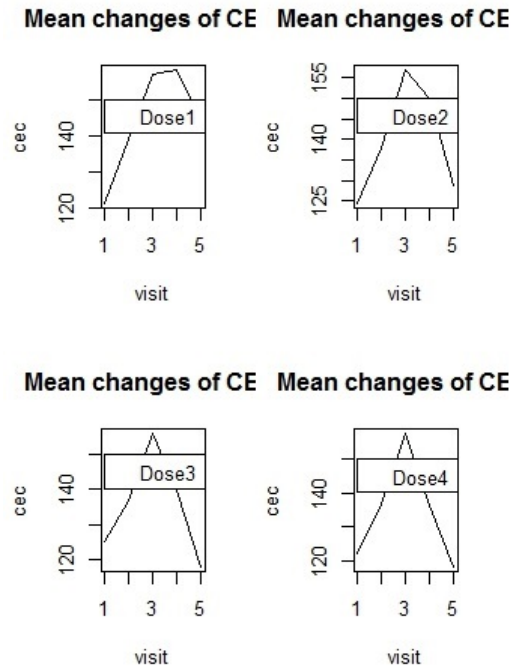 Mean changes of CE
Mean changes of CE
cec
140
120
Dose1
1 3 5
visit
cec
155
140
125
Dose2
1 3 5
visit
Mean changes of CE
Mean changes of CE
cec
140
120
Dose3
1 3 5
visit
cec
140
120
Dose4
1 3 5
visit